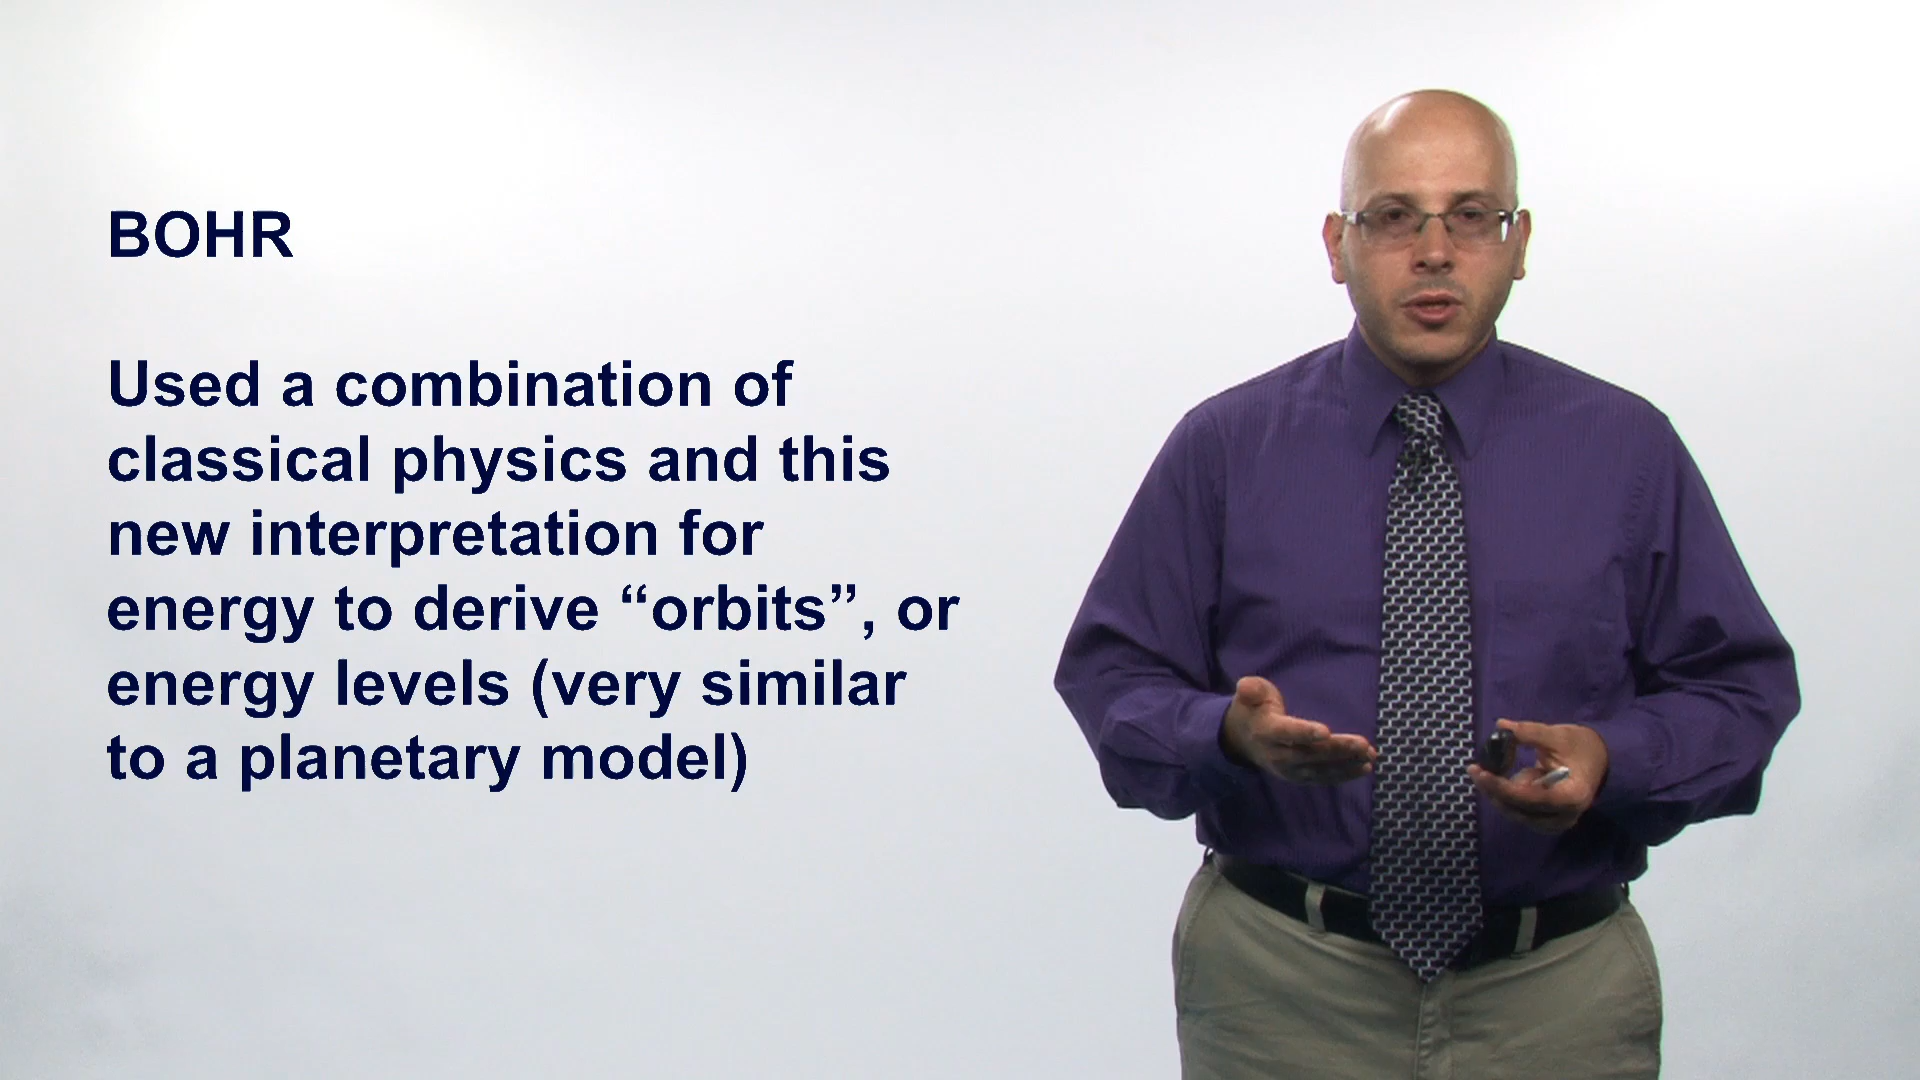 BOHR
Used a combination of
classical physics and this
new interpretation for
energy to derive “orbits”, or
energy levels (very similar
to a planetary model)